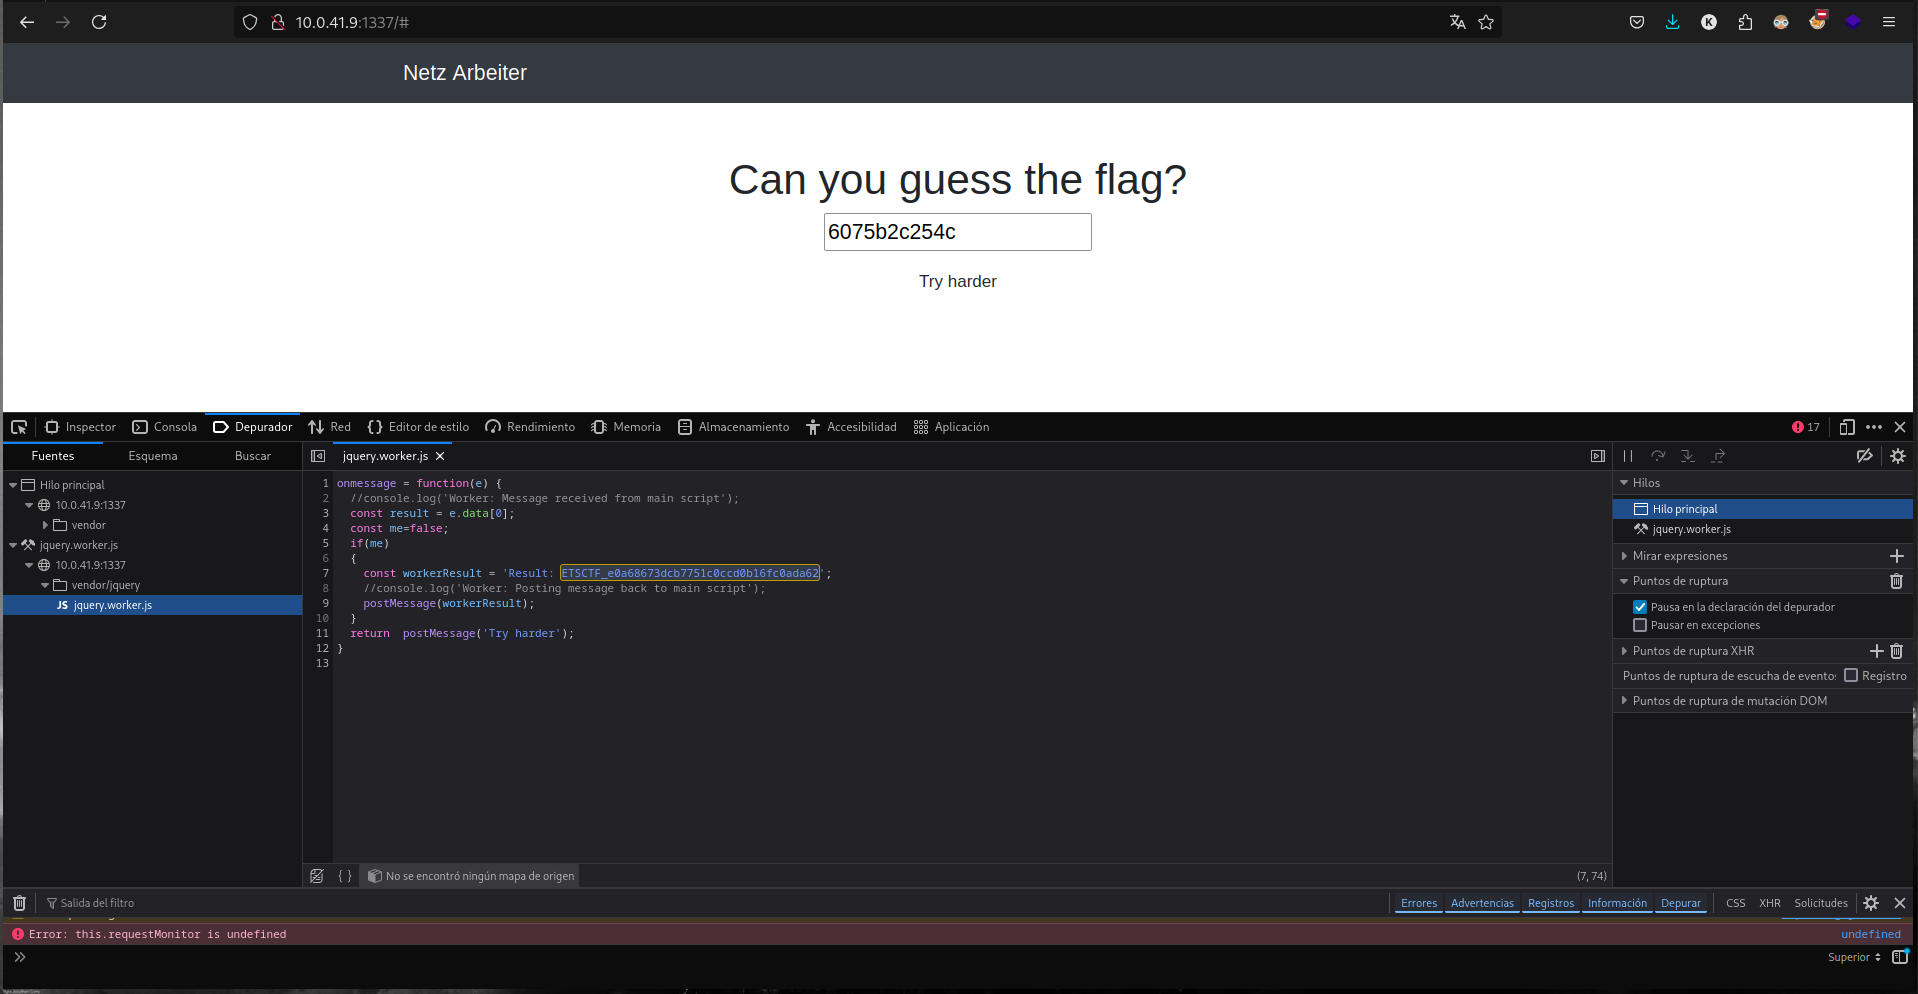 10.0.41.9:1337/#
Netz Arbeiter
Can you guess the flag?
6075b2c254c
Try harder
Inspector Consola Depurador Red Editor de estilo Rendimiento Memoria Almacenamiento Accesibilidad Aplicación 17
Fuentes Esquema Buscar
jquery.worker.js
Hilo principal
10.0.41.9:1337
vendor
jquery.worker.js
10.0.41.9:1337
vendor/jquery
JS jquery.worker.js
1 onmessage = function(e) {
2 //console.log('Worker: Message received from main script');
3 const result = e.data[0];
4 const me=false;
5 if(me)
6 {
7 const workerResult = 'Result: ETSCTF_e0a68673dcb7751c0ccd0b16fc0ada62';
8 //console.log('Worker: Posting message back to main script');
9 postMessage(workerResult);
10 }
11 return postMessage('Try harder');
12 }
13
{ } No se encontró ningún mapa de origen (7, 74)
Hilos
Hilo principal
jquery.worker.js
Mirar expresiones
Puntos de ruptura
Pausa en la declaración del depurador
Pausar en excepciones
Puntos de ruptura XHR
Puntos de ruptura de escucha de evento Registro
Puntos de ruptura de mutación DOM
Salida del filtro Errores Advertencias Registros Información Depurar CSS XHR Solicitudes
Error: this.requestMonitor is undefined undefined
Superior